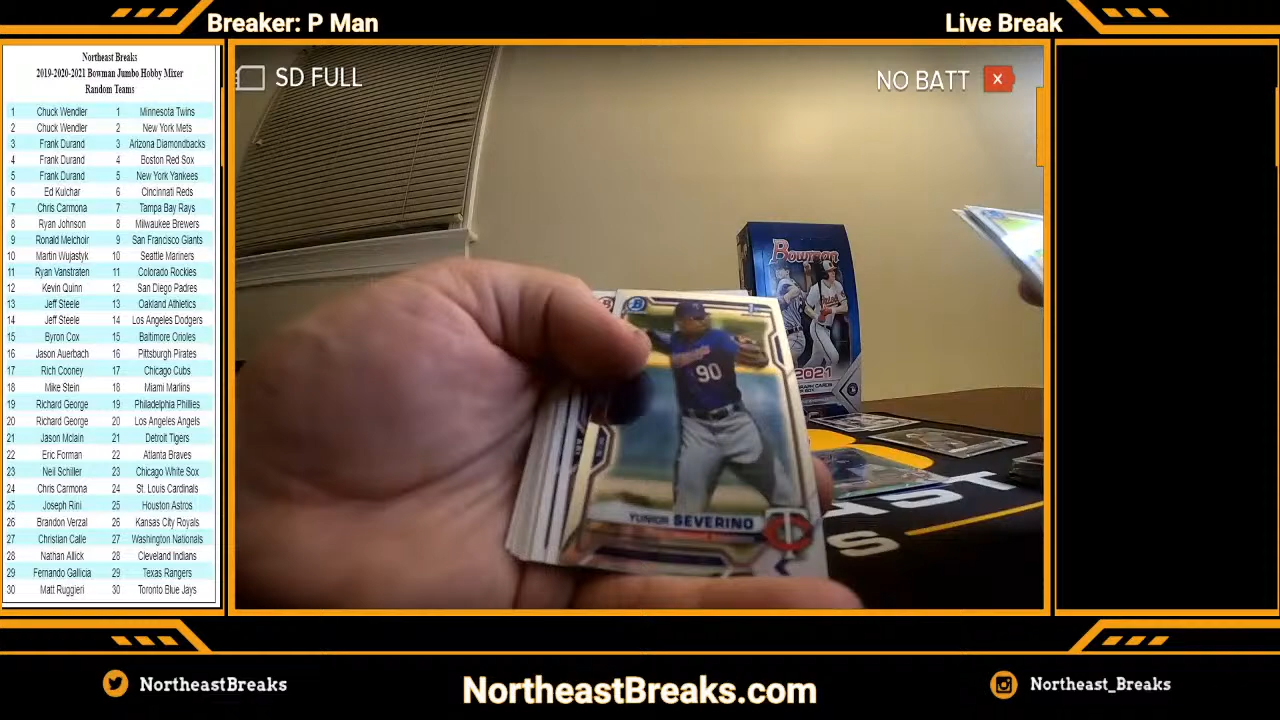 Breaker: P Man
Live Break
Northeast Breaks
2019-2020-2021 Bowman Jumbo Hobby Mixer
Random Teams
1 Chuck Wendler 1 Minnesota Twins
2 Chuck Wendler 2 New York Mets
3 Frank Durand 3 Arizona Diamondbacks
4 Frank Durand 4 Boston Red Sox
5 Frank Durand 5 New York Yankees
6 Ed Kulchar 6 Cincinnati Reds
7 Chris Carmona 7 Tampa Bay Rays
8 Ryan Johnson 8 Milwaukee Brewers
9 Ronald Melchoir 9 San Francisco Giants
10 Martin Wujastyk 10 Seattle Mariners
11 Ryan Vanstraten 11 Colorado Rockies
12 Kevin Quinn 12 San Diego Padres
13 Jeff Steele 13 Oakland Athletics
14 Jeff Steele 14 Los Angeles Dodgers
15 Byron Cox 15 Baltimore Orioles
16 Jason Auerbach 16 Pittsburgh Pirates
17 Rich Cooney 17 Chicago Cubs
18 Mike Stein 18 Miami Marlins
19 Richard George 19 Philadelphia Phillies
20 Richard George 20 Los Angeles Angels
21 Jason Mclain 21 Detroit Tigers
22 Eric Forman 22 Atlanta Braves
23 Neil Schiller 23 Chicago White Sox
24 Chris Carmona 24 St. Louis Cardinals
25 Joseph Rini 25 Houston Astros
26 Brandon Verzal 26 Kansas City Royals
27 Christian Calle 27 Washington Nationals
28 Nathan Allick 28 Cleveland Indians
29 Fernando Gallicia 29 Texas Rangers
30 Matt Ruggieri 30 Toronto Blue Jays
SD FULL
NO BATT
Bowman
2021
90
YUNIOR SEVERINO
NortheastBreaks
NortheastBreaks.com
Northeast_Breaks